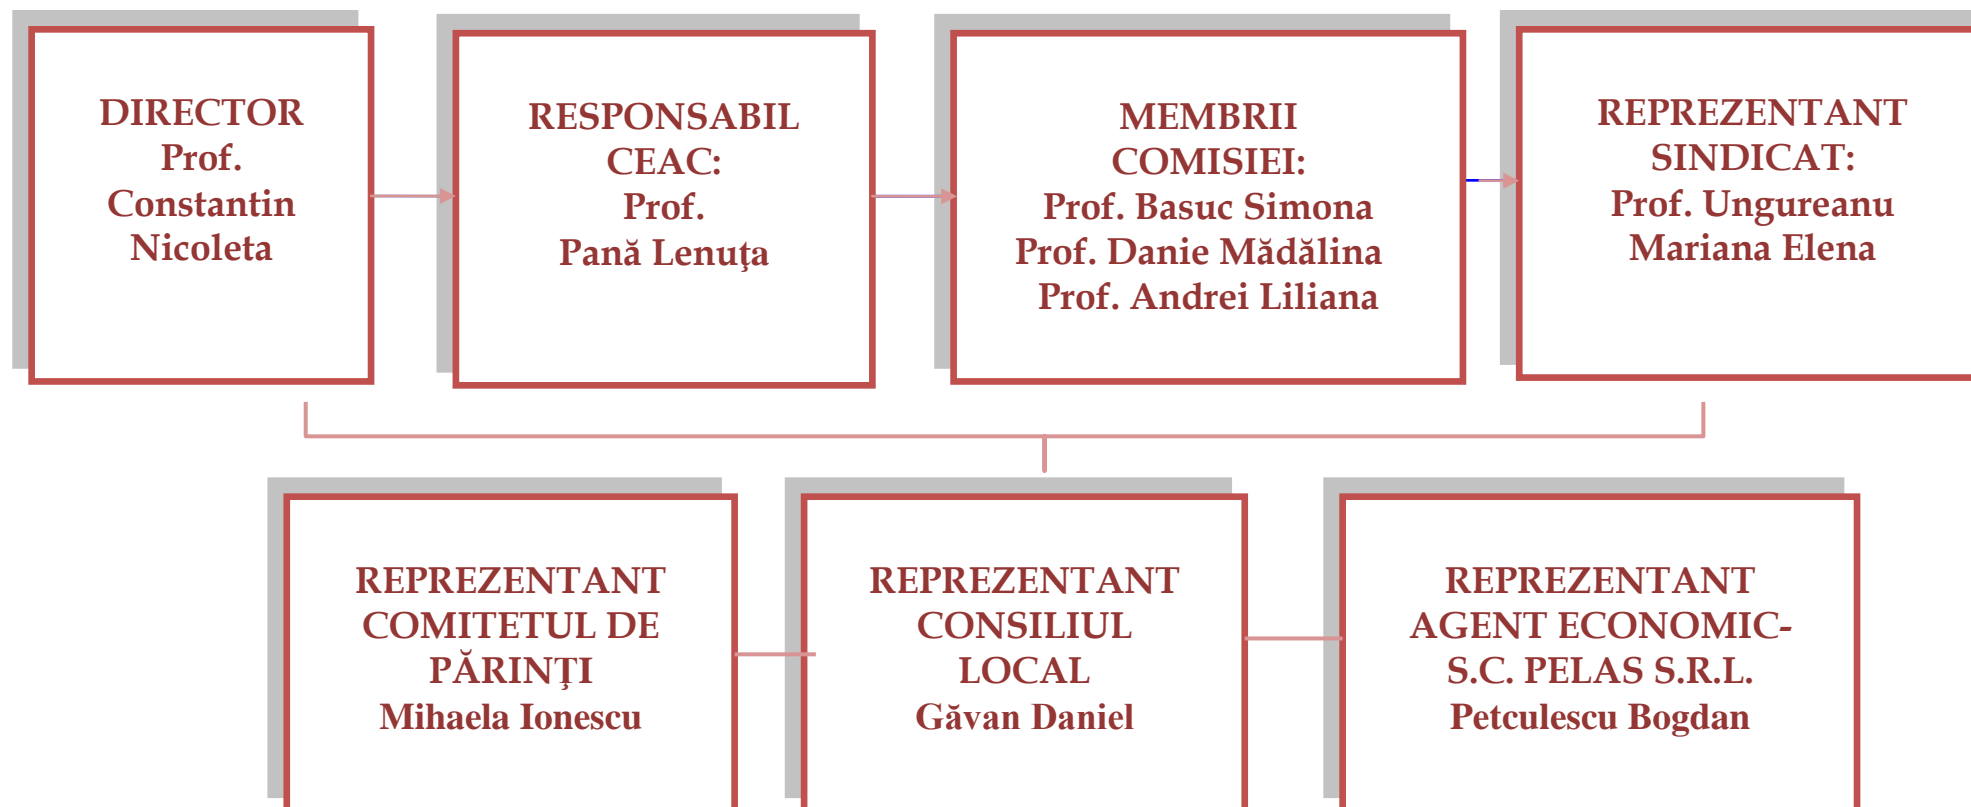 DIRECTOR
Prof.
Constantin
Nicoleta
RESPONSABIL
CEAC:
Prof.
Pană Lenuţa
MEMBRII
COMISIEI:
Prof. Basuc Simona
Prof. Danie Mădălina
Prof. Andrei Liliana
REPREZENTANT
SINDICAT:
Prof. Ungureanu
Mariana Elena
REPREZENTANT
COMITETUL DE
PĂRINŢI
Mihaela Ionescu
REPREZENTANT
CONSILIUL
LOCAL
Găvan Daniel
REPREZENTANT
AGENT ECONOMIC-
S.C. PELAS S.R.L.
Petculescu Bogdan